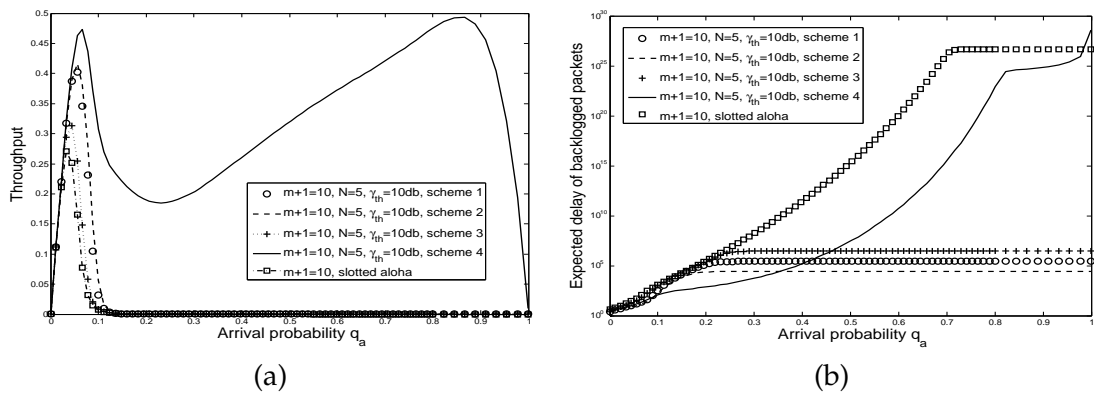 0.5
0.45
0.4
0.35
0.3
0.25
0.2
0.15
0.1
0.05
0
Throughput
0 0.1 0.2 0.3 0.4 0.5 0.6 0.7 0.8 0.9 1
Arrival probability q_a
m+1=10, N=5, γ_th=10db, scheme 1
m+1=10, N=5, γ_th=10db, scheme 2
m+1=10, N=5, γ_th=10db, scheme 3
m+1=10, N=5, γ_th=10db, scheme 4
m+1=10, slotted aloha
(a)
10^30
10^25
10^20
10^15
10^10
10^5
10^0
Expected delay of backlogged packets
0.0 0.1 0.2 0.3 0.4 0.5 0.6 0.7 0.8 0.9 1
Arrival probability q_a
m+1=10, N=5, γ_th=10db, scheme 1
m+1=10, N=5, γ_th=10db, scheme 2
m+1=10, N=5, γ_th=10db, scheme 3
m+1=10, N=5, γ_th=10db, scheme 4
m+1=10, slotted aloha
(b)